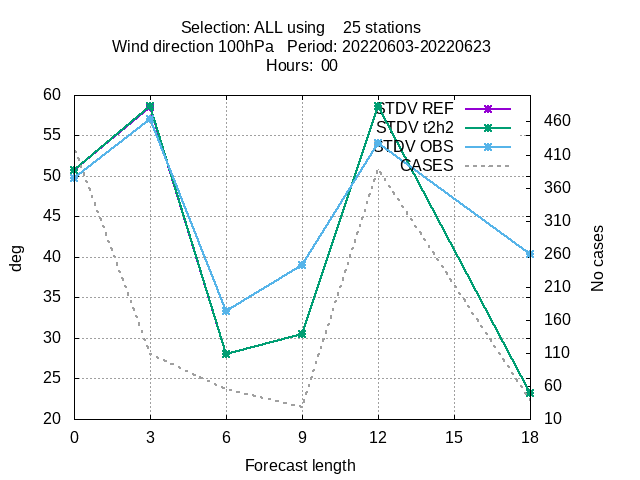 Selection: ALL using    25 stations
Wind direction 100hPa   Period: 20220603-20220623
Hours:  00
STDV REF
STDV t2h2
STDV OBS
CASES
60
55
50
45
40
35
30
25
20
460
410
360
310
260
210
160
110
60
10
deg
No cases
0 3 6 9 12 15 18
Forecast length